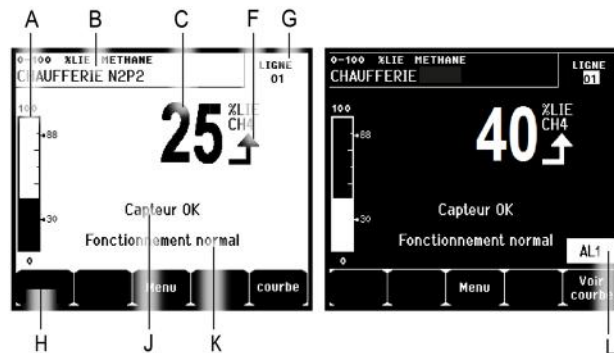 A B C F G
0-100 %LIE METHANE
CHAUFFERIE N2P2
LIGNE
01
100
88
30
0
25
%LIE
CH4
Capteur OK
Fonctionnement normal
Menu
courbe
H J K
0-100 %LIE METHANE
CHAUFFERIE
LIGNE
01
100
88
30
0
40
%LIE
CH4
Capteur OK
Fonctionnement normal
AL1
Menu
Voir
courbe
L